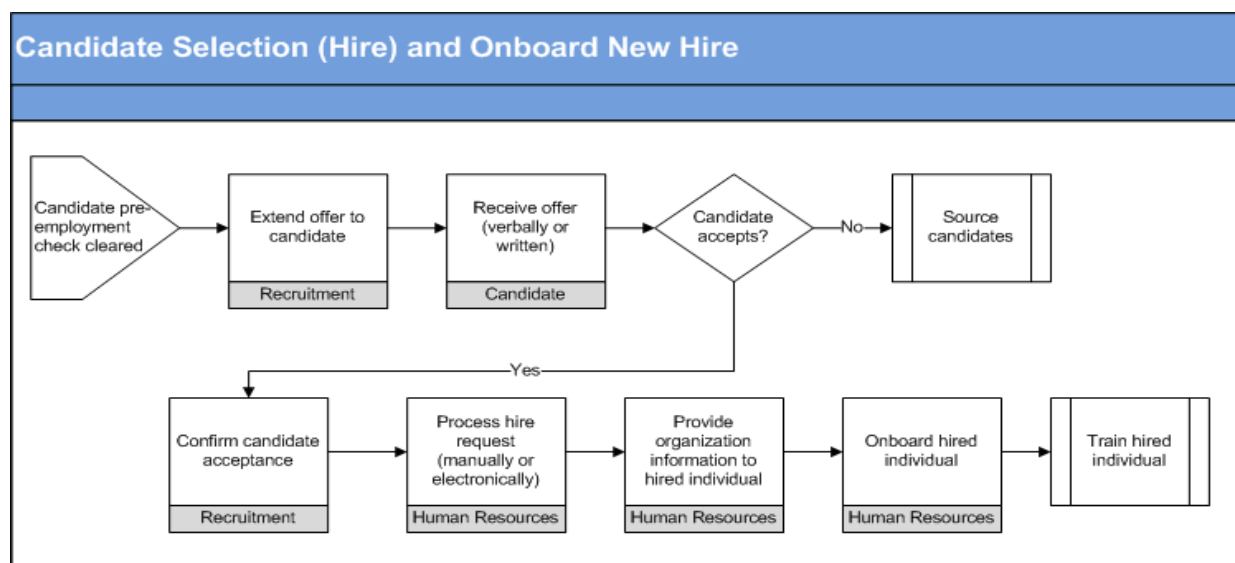 Candidate Selection (Hire) and Onboard New Hire
Candidate pre-
employment
check cleared
Extend offer to
candidate
Recruitment
Receive offer
(verbally or
written)
Candidate
Candidate
accepts?
No
Source
candidates
Yes
Confirm candidate
acceptance
Recruitment
Process hire
request
(manually or
electronically)
Human Resources
Provide
organization
information to
hired individual
Human Resources
Onboard hired
individual
Human Resources
Train hired
individual